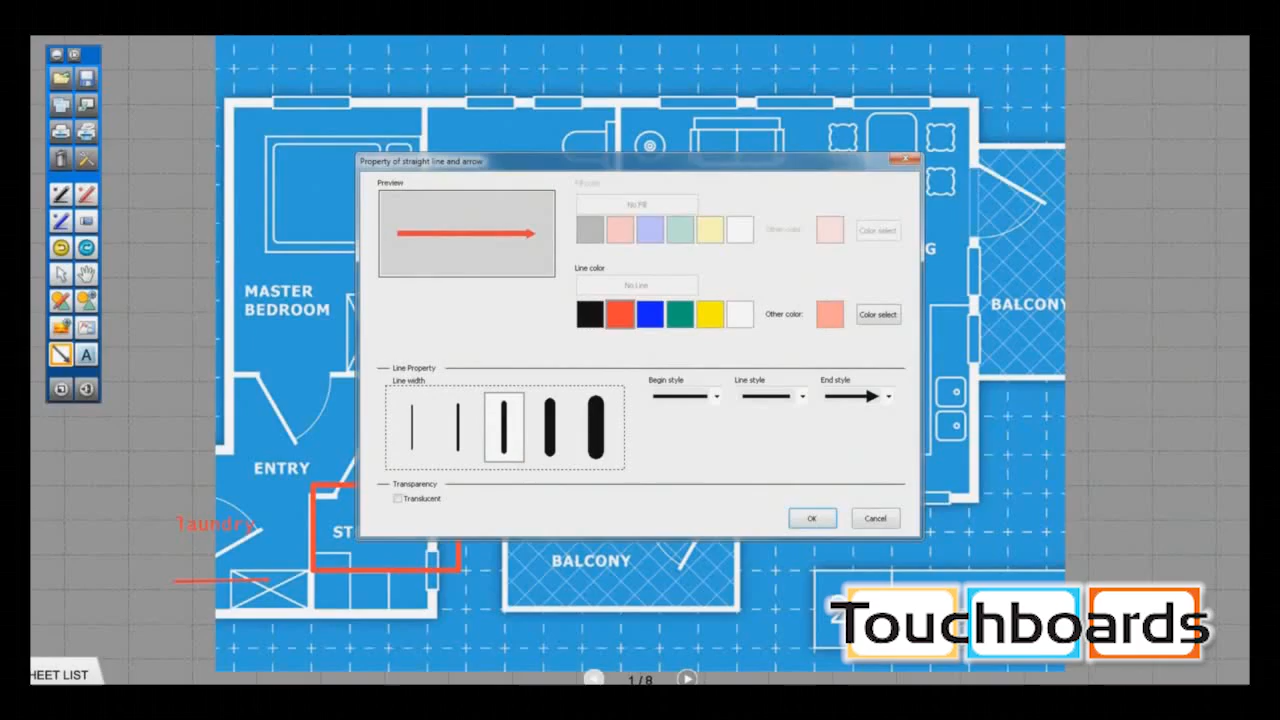 Property of straight line and arrow
Preview
No Fill
Other color:
Color select
Line color
No Line
Other color:
Color select
Line Property
Line width
Begin style
Line style
End style
Transparency
Translucent
OK
Cancel
MASTER
BEDROOM
G
BALCONY
ENTRY
laundry
ST
BALCONY
A
Touchboards
HEET LIST
1/8